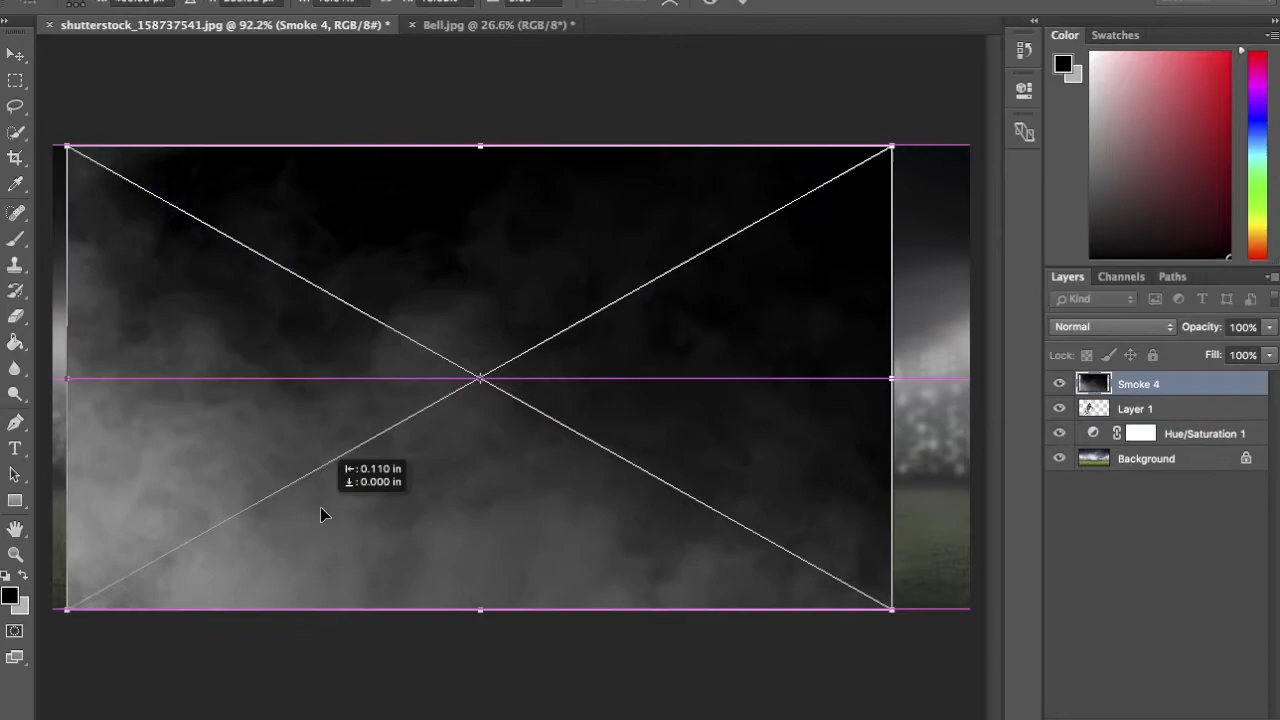 shutterstock_158737541.jpg @ 92.2% (Smoke 4, RGB/8#) *
Bell.jpg @ 26.6% (RGB/8*) *
Color
Swatches
0.110 in
0.000 in
Layers
Channels
Paths
Kind
Normal
Opacity: 100%
Lock:
Fill: 100%
Smoke 4
Layer 1
Hue/Saturation 1
Background